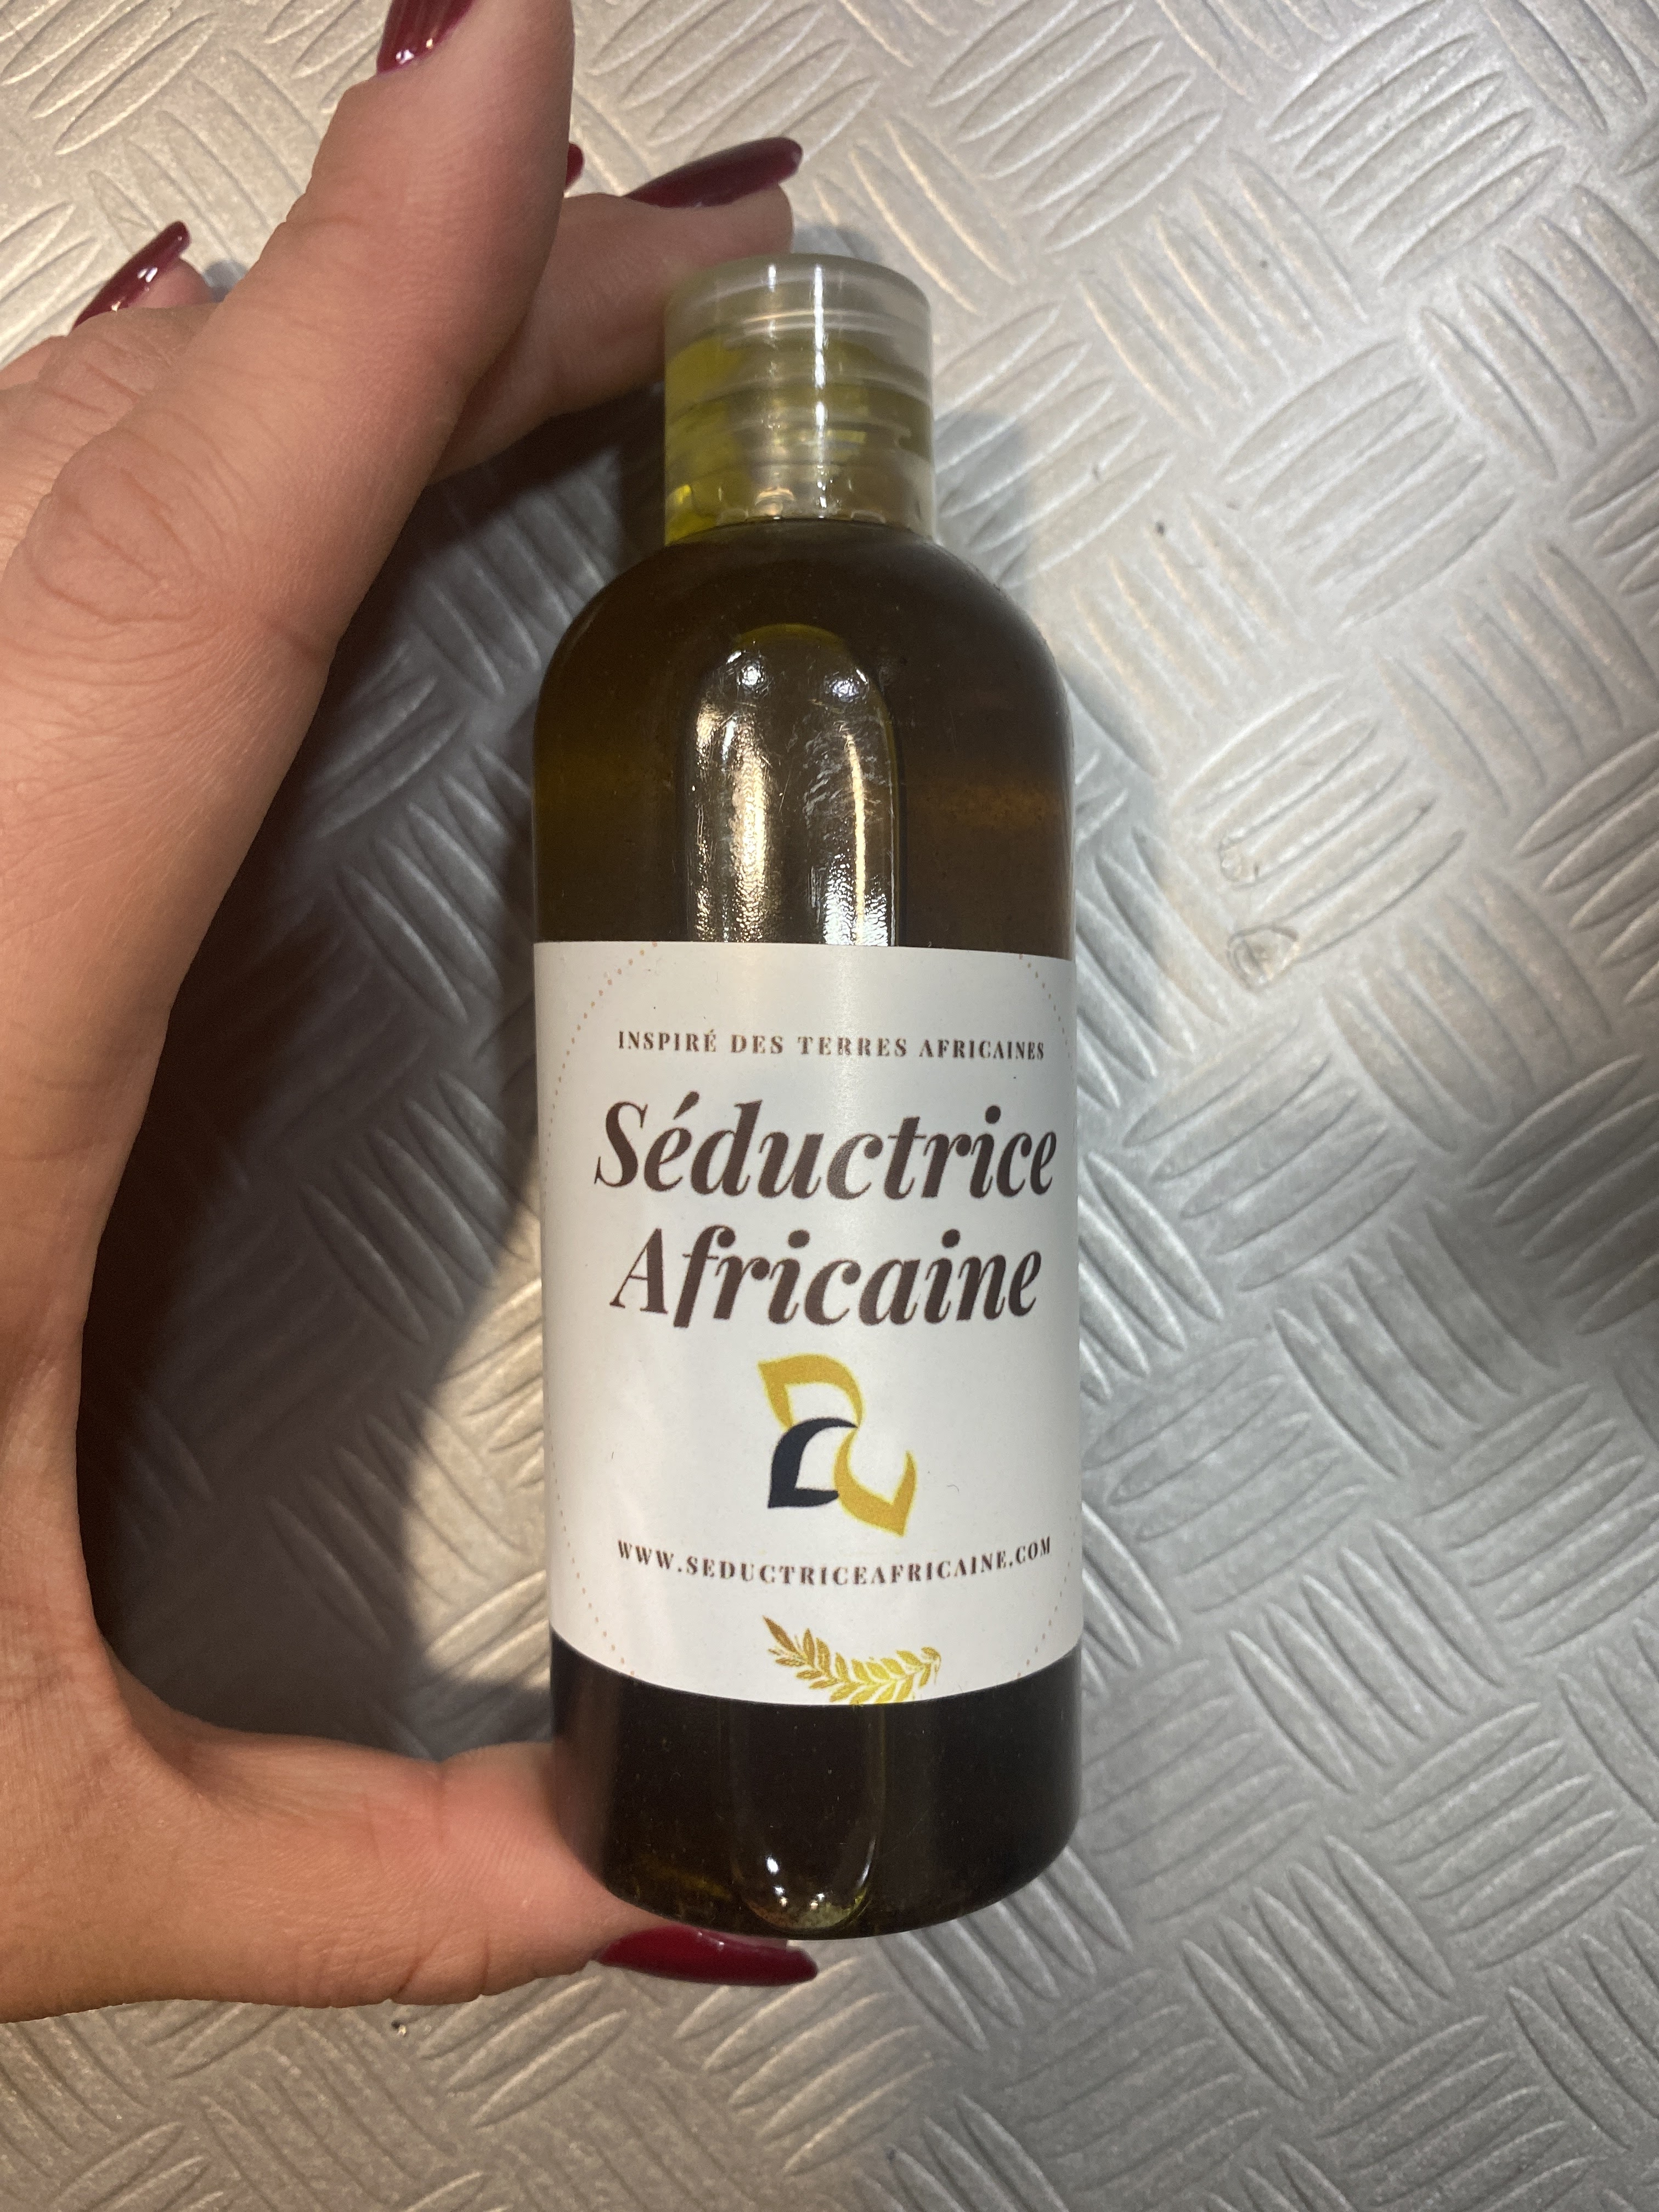 INSPIRÉ DES TERRES AFRICAINES
Séductrice
Africaine
WWW.SEDUCTRICEAFRICAINE.COM